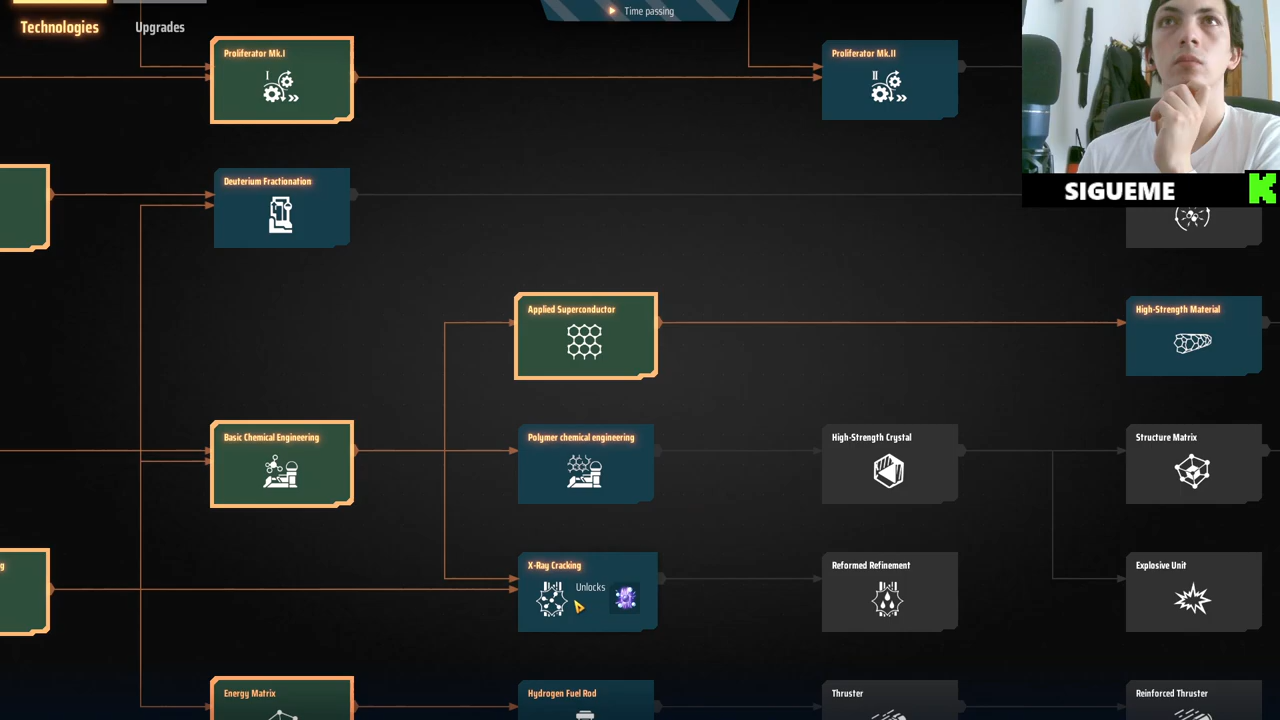 Technologies
Upgrades
Time passing
Proliferator Mk.I
I
Proliferator Mk.II
II
SIGUEME
K
Deuterium Fractionation
Applied Superconductor
High-Strength Material
Basic Chemical Engineering
Polymer chemical engineering
High-Strength Crystal
Structure Matrix
g
X-Ray Cracking
Unlocks
Reformed Refinement
Explosive Unit
Energy Matrix
Hydrogen Fuel Rod
Thruster
Reinforced Thruster